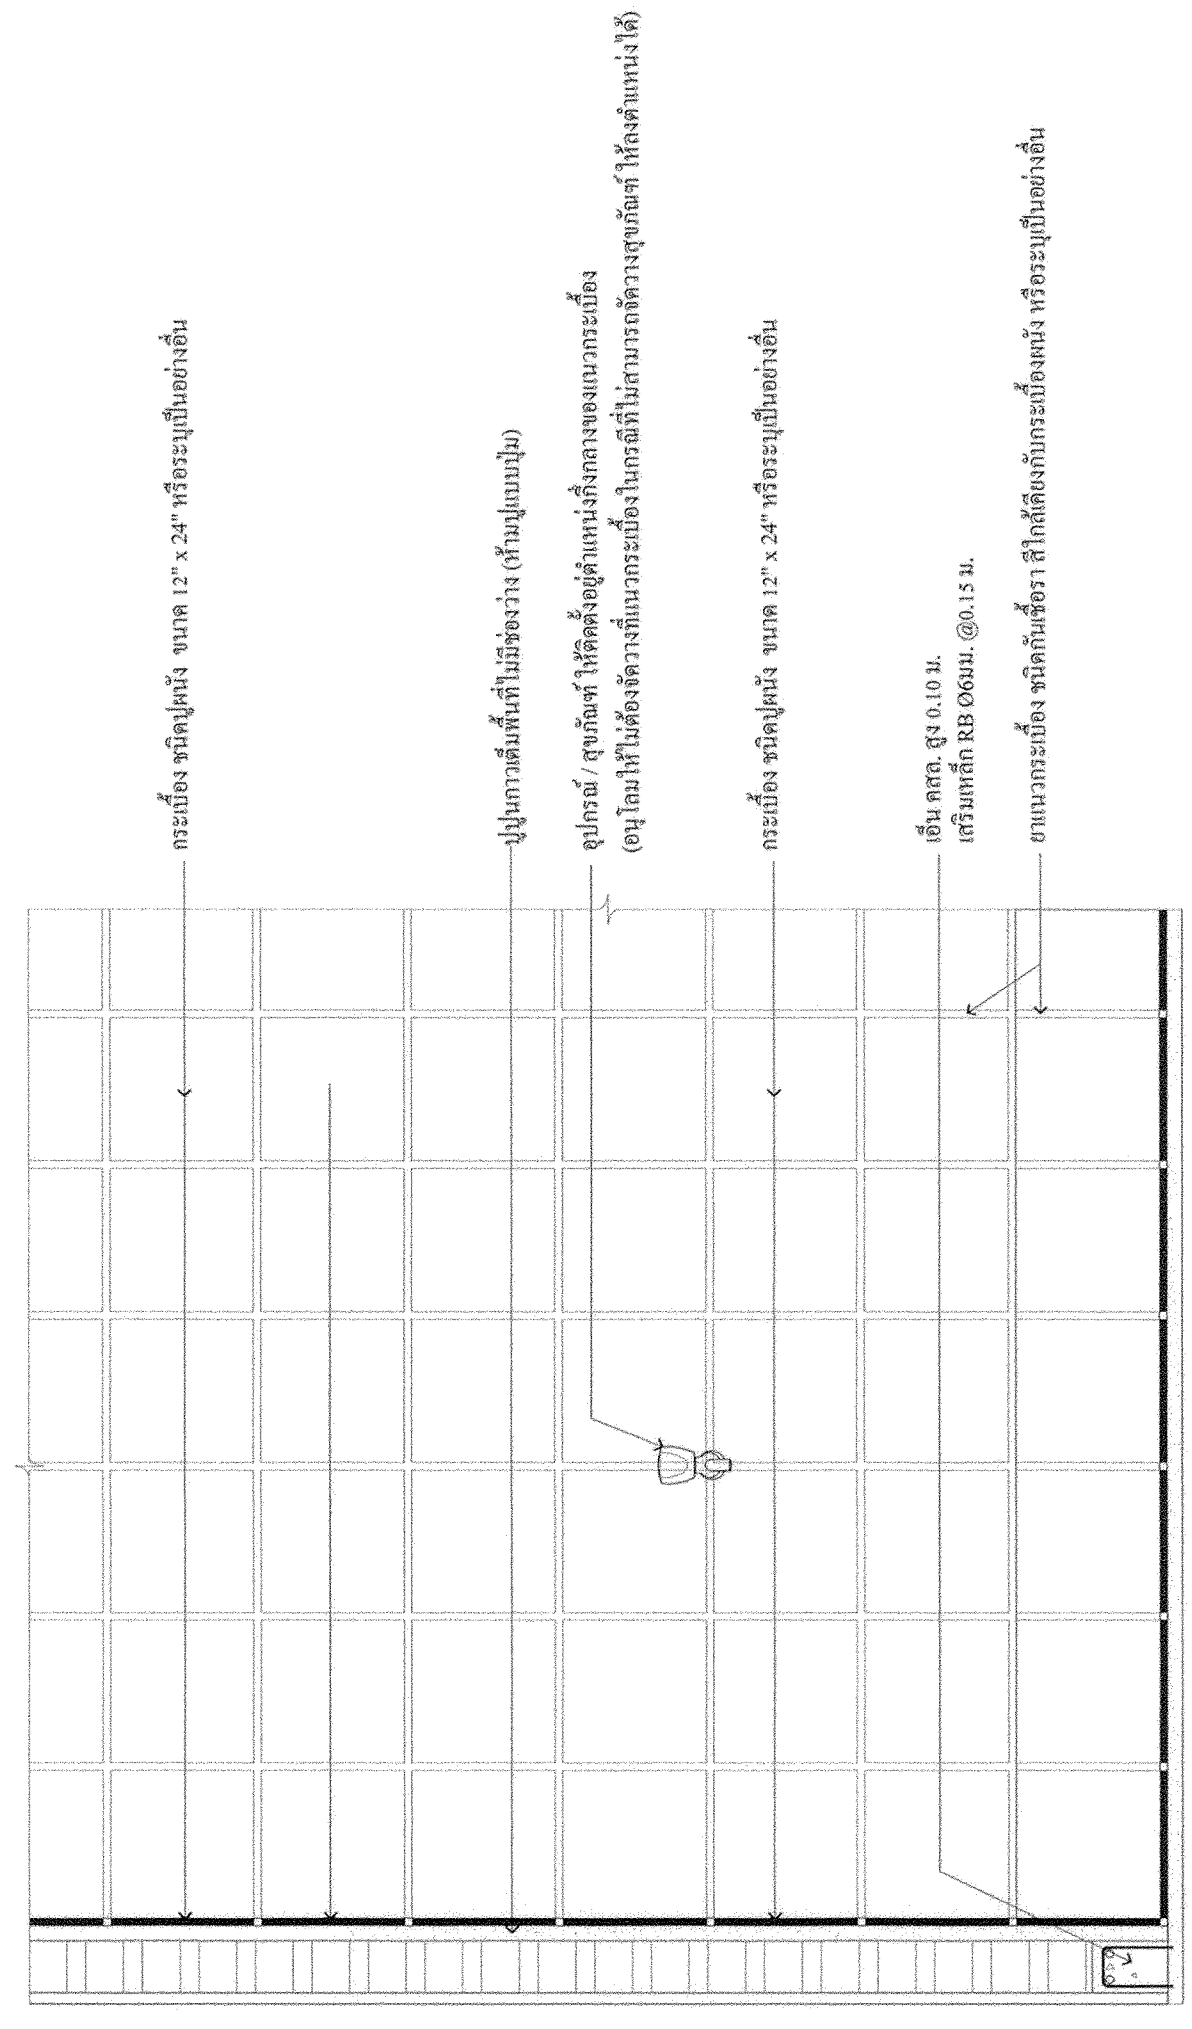 กระเบื้อง ชนิดปูผนัง ขนาด 12" x 24" หรือระบุเป็นอย่างอื่น
ปูปูนกาวเต็มพื้นที่ไม่มีช่องว่าง (ห้ามปูแบบปุ่ม)
อุปกรณ์ / สุขภัณฑ์ ให้ติดตั้งอยู่ตำแหน่งกึ่งกลางของแนวกระเบื้อง
(อนุโลมให้ไม่ต้องจัดวางที่แนวกระเบื้องในกรณีที่ไม่สามารถจัดวางสุขภัณฑ์ ให้ลงตำแหน่งได้)
กระเบื้อง ชนิดปูผนัง ขนาด 12" x 24" หรือระบุเป็นอย่างอื่น
เอ็น คสล. สูง 0.10 ม.
เสริมเหล็ก RB Ø6มม. @0.15 ม.
ยาแนวกระเบื้อง ชนิดกันเชื้อรา สีใกล้เคียงกับกระเบื้องผนัง หรือระบุเป็นอย่างอื่น